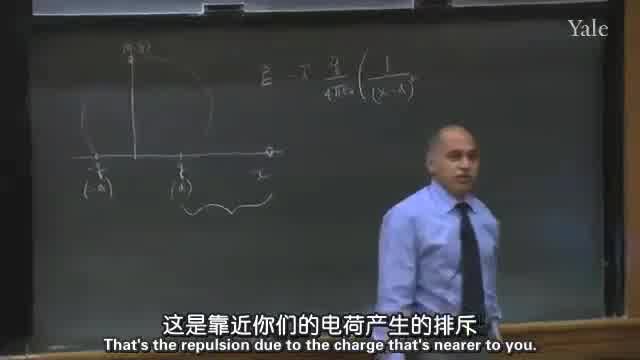 Yale
E = i q/4πε₀ ( 1/(x-a)²
x
(-a)
(a)
这是靠近你们的电荷产生的排斥
That's the repulsion due to the charge that's nearer to you.